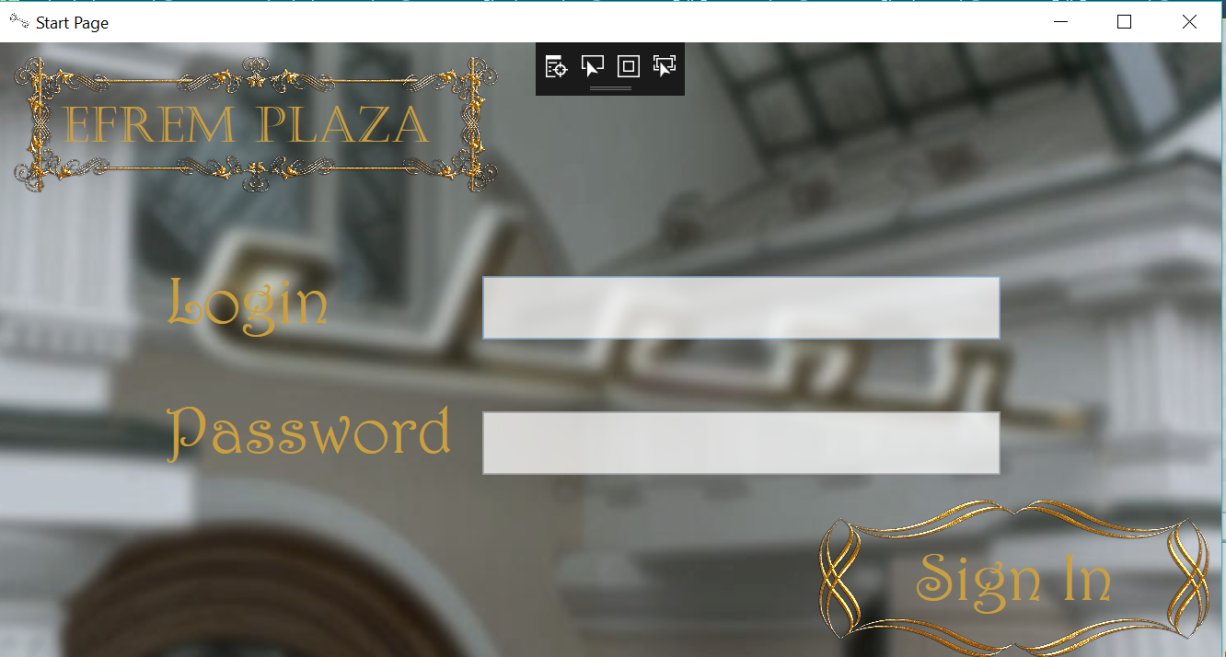 Start Page
EFREM PLAZA
Login
Password
Sign In